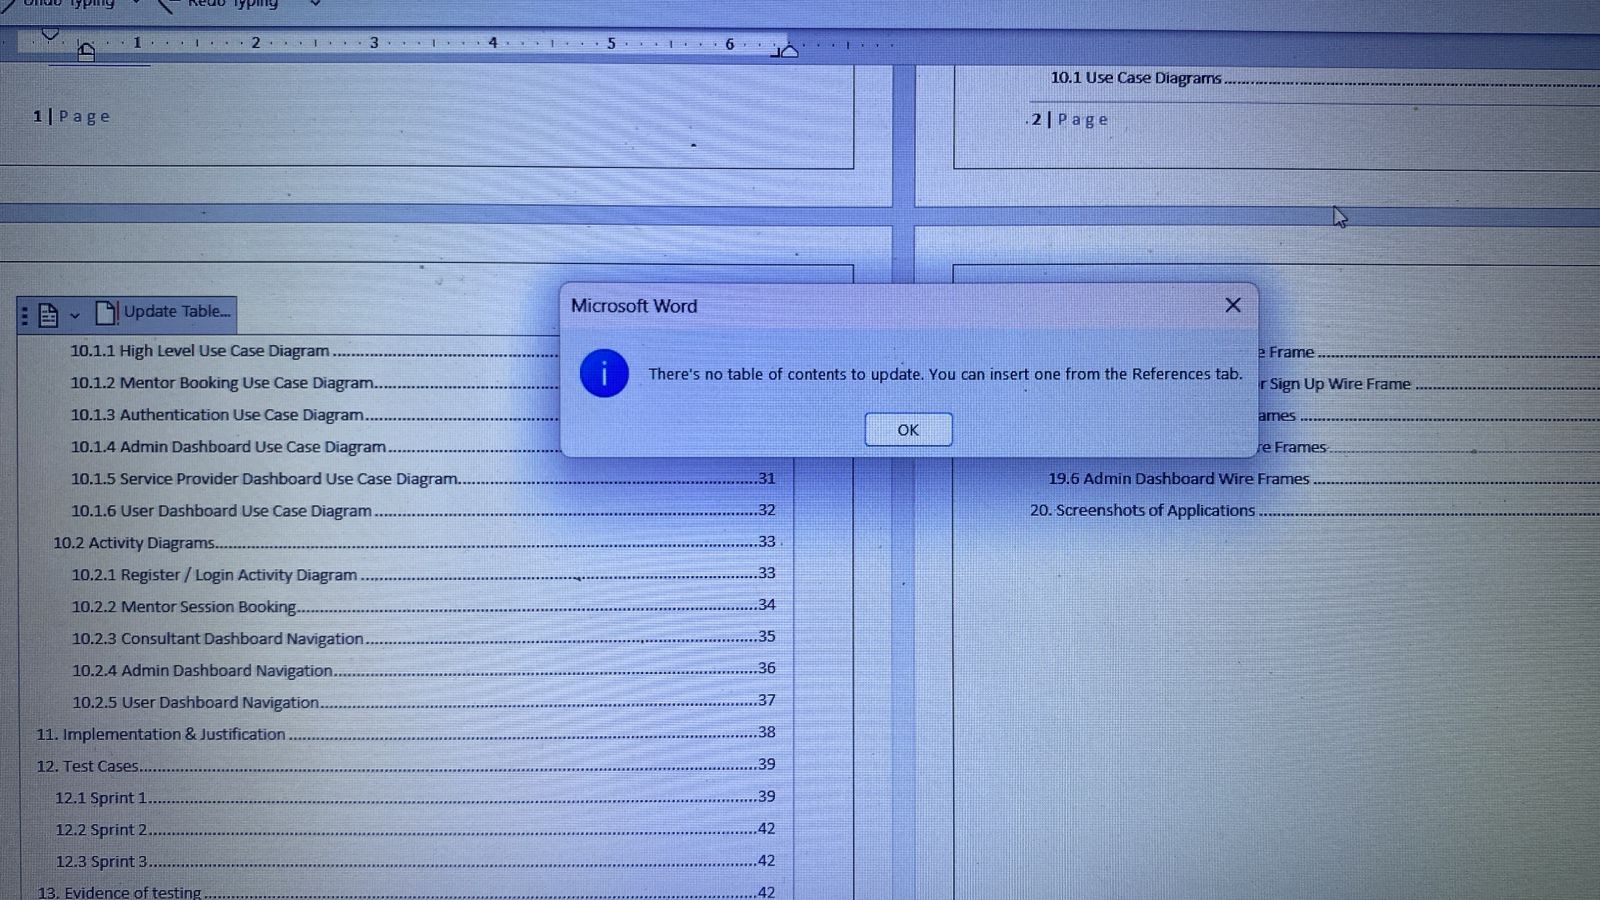 Undo Typing Redo Typing
1 2 3 4 5 6
1 | Page
10.1 Use Case Diagrams
2 | Page
Update Table...
10.1.1 High Level Use Case Diagram
10.1.2 Mentor Booking Use Case Diagram
10.1.3 Authentication Use Case Diagram
10.1.4 Admin Dashboard Use Case Diagram
10.1.5 Service Provider Dashboard Use Case Diagram 31
10.1.6 User Dashboard Use Case Diagram 32
10.2 Activity Diagrams 33
10.2.1 Register / Login Activity Diagram 33
10.2.2 Mentor Session Booking 34
10.2.3 Consultant Dashboard Navigation 35
10.2.4 Admin Dashboard Navigation 36
10.2.5 User Dashboard Navigation 37
11. Implementation & Justification 38
12. Test Cases 39
12.1 Sprint 1 39
12.2 Sprint 2 42
12.3 Sprint 3 42
13. Evidence of testing 42
Microsoft Word
There's no table of contents to update. You can insert one from the References tab.
OK
Frame
Sign Up Wire Frame
Frames
19.6 Admin Dashboard Wire Frames
20. Screenshots of Applications